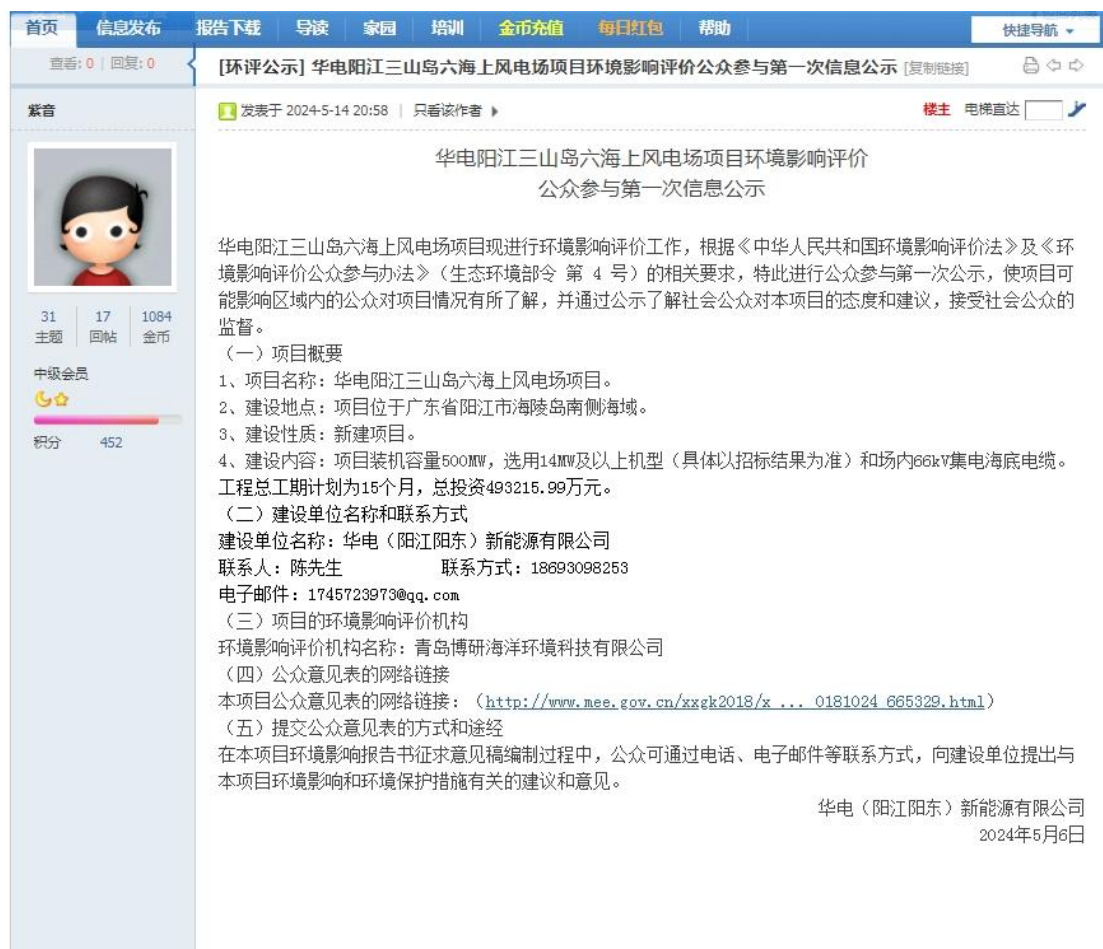 首页 信息发布 报告下载 导读 家园 培训 金币充值 每日红包 帮助 快捷导航
查看: 0 | 回复: 0
[环评公示] 华电阳江三山岛六海上风电场项目环境影响评价公众参与第一次信息公示 [复制链接]
紫音
发表于 2024-5-14 20:58 | 只看该作者
楼主 电梯直达
华电阳江三山岛六海上风电场项目环境影响评价
公众参与第一次信息公示
华电阳江三山岛六海上风电场项目现进行环境影响评价工作，根据《中华人民共和国环境影响评价法》及《环
境影响评价公众参与办法》（生态环境部令 第 4 号）的相关要求，特此进行公众参与第一次公示，使项目可
能影响区域内的公众对项目情况有所了解，并通过公示了解社会公众对本项目的态度和建议，接受社会公众的
监督。
31 17 1084
主题 回帖 金币
中级会员
积分 452
（一）项目概要
1、项目名称：华电阳江三山岛六海上风电场项目。
2、建设地点：项目位于广东省阳江市海陵岛南侧海域。
3、建设性质：新建项目。
4、建设内容：项目装机容量500MW，选用14MW及以上机型（具体以招标结果为准）和场内66kV集电海底电缆。
工程总工期计划为15个月，总投资493215.99万元。
（二）建设单位名称和联系方式
建设单位名称：华电（阳江阳东）新能源有限公司
联系人：陈先生 联系方式：18693098253
电子邮件：1745723973@qq.com
（三）项目的环境影响评价机构
环境影响评价机构名称：青岛博研海洋环境科技有限公司
（四）公众意见表的网络链接
本项目公众意见表的网络链接：（http://www.mee.gov.cn/xxgk2018/x ... 0181024_665329.html）
（五）提交公众意见表的方式和途经
在本项目环境影响报告书征求意见稿编制过程中，公众可通过电话、电子邮件等联系方式，向建设单位提出与
本项目环境影响和环境保护措施有关的建议和意见。
华电（阳江阳东）新能源有限公司
2024年5月6日